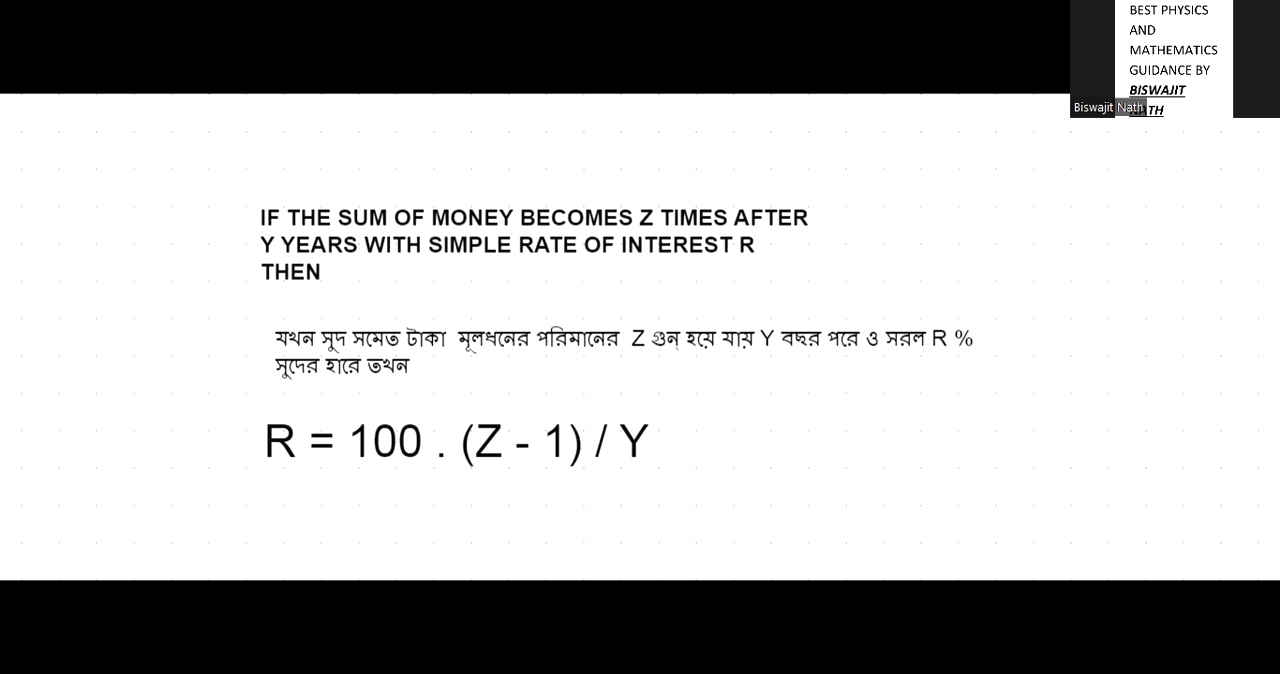 BEST PHYSICS
AND
MATHEMATICS
GUIDANCE BY
BISWAJIT
Biswajit Nath
IF THE SUM OF MONEY BECOMES Z TIMES AFTER
Y YEARS WITH SIMPLE RATE OF INTEREST R
THEN
যখন সুদ সমেত টাকা মূলধনের পরিমানের Z গুন্ হয়ে যায় Y বছর পরে ও সরল R %
সুদের হারে তখন
R = 100 . (Z - 1) / Y